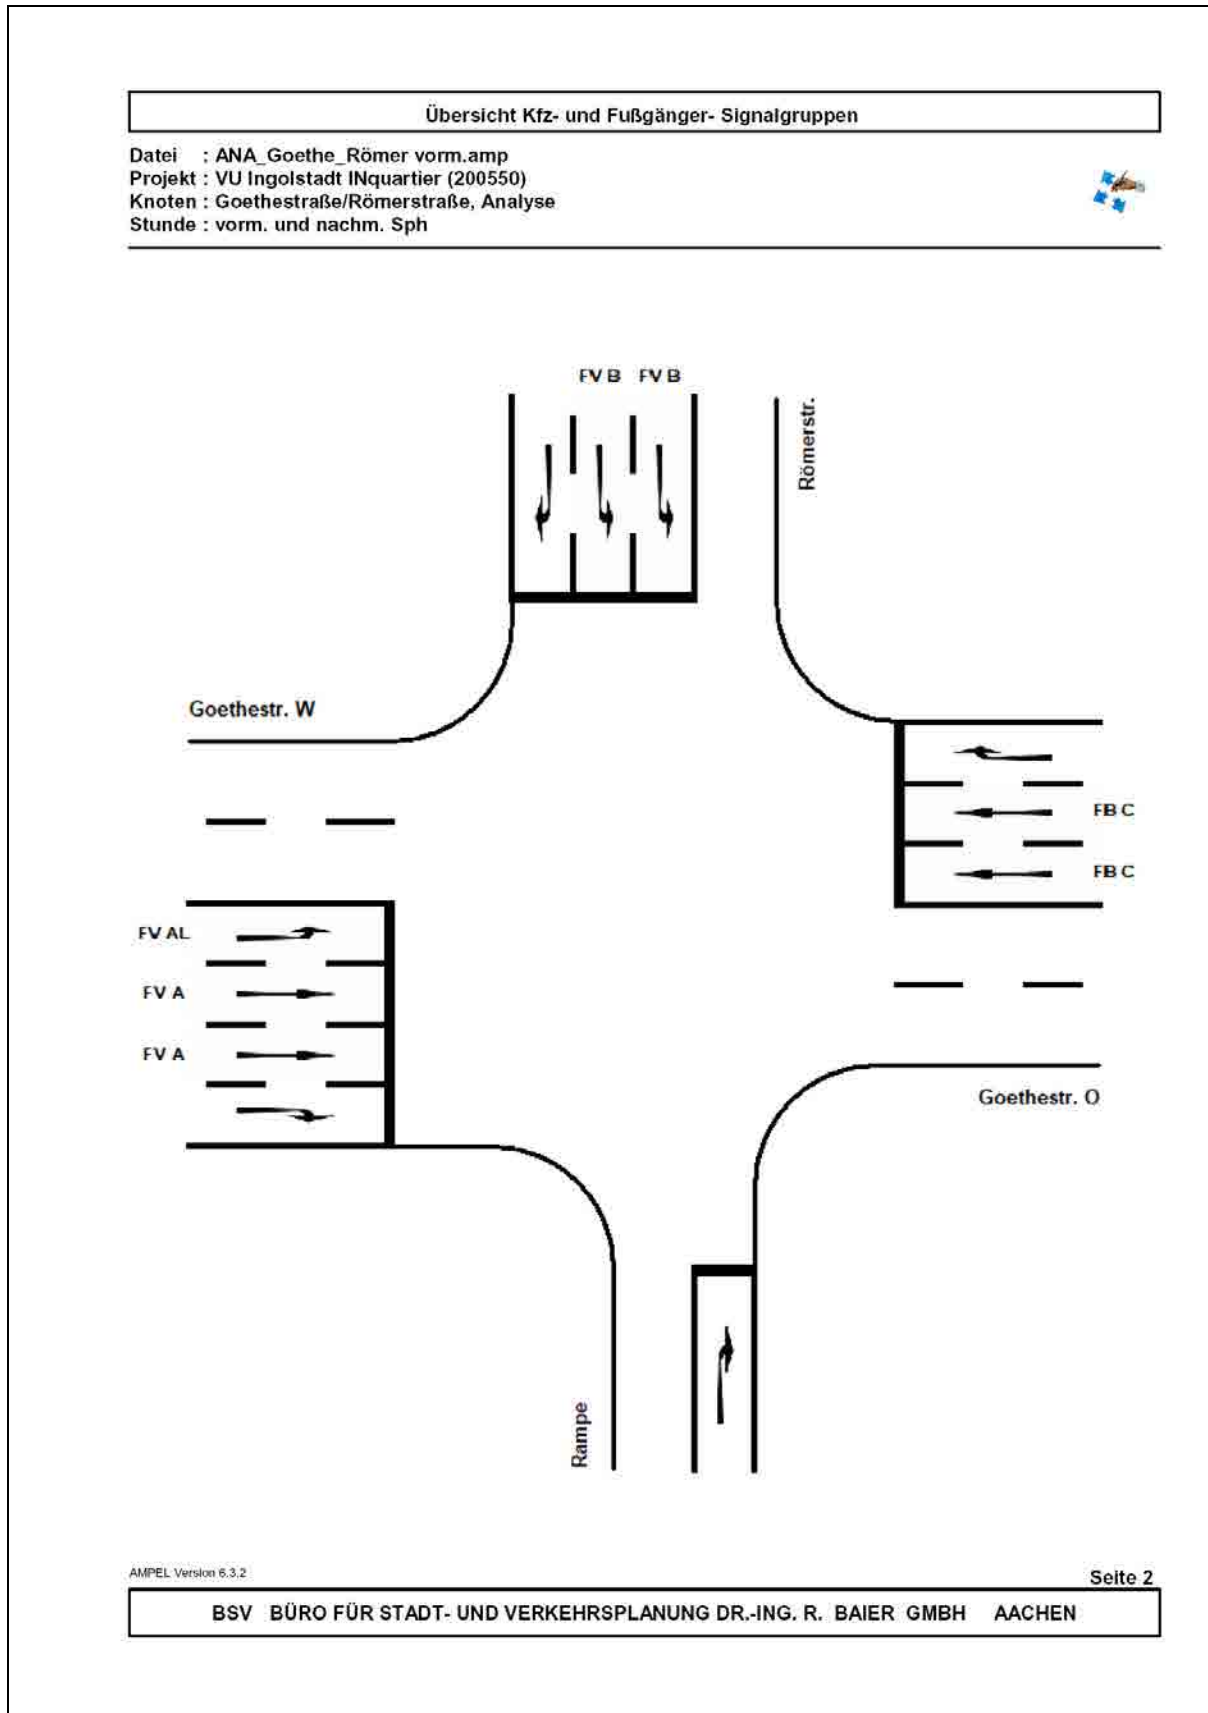 Übersicht Kfz- und Fußgänger- Signalgruppen
Datei : ANA_Goethe_Römer vorm.amp
Projekt : VU Ingolstadt INquartier (200550)
Knoten : Goethestraße/Römerstraße, Analyse
Stunde : vorm. und nachm. Sph
FV B FV B
Römerstr.
Goethestr. W
FB C
FB C
FV AL
FV A
FV A
Goethestr. O
Rampe
AMPEL Version 6.3.2
Seite 2
BSV BÜRO FÜR STADT- UND VERKEHRSPLANUNG DR.-ING. R. BAIER GMBH AACHEN